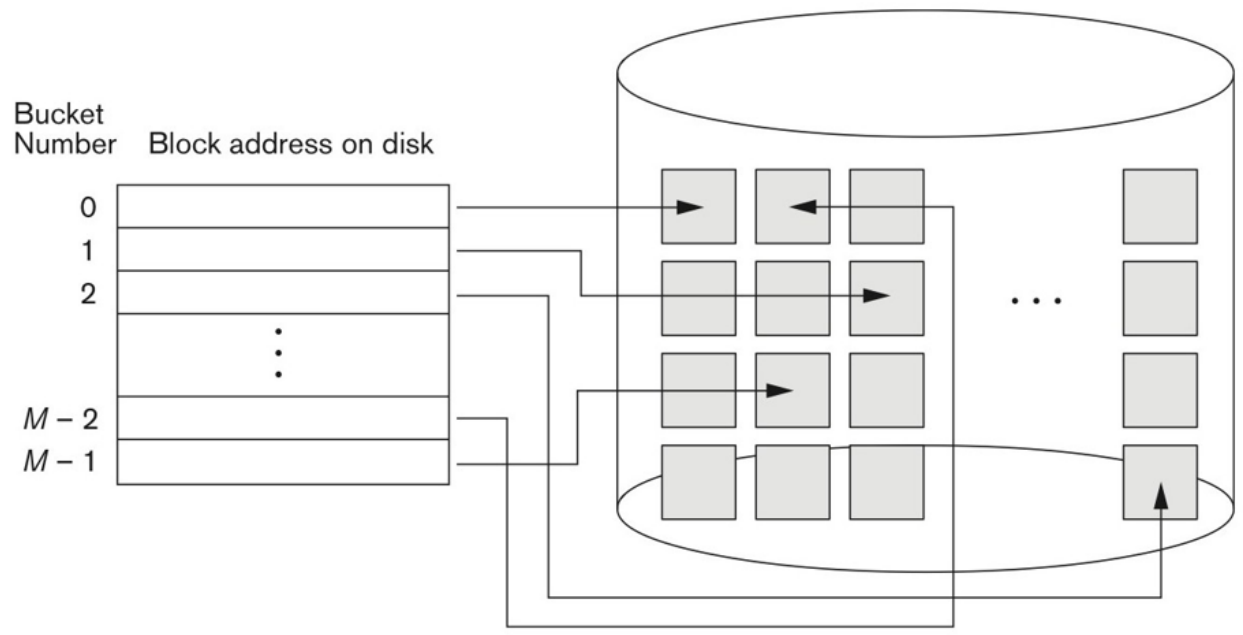 Bucket
Number Block address on disk
0
1
2
M – 2
M – 1